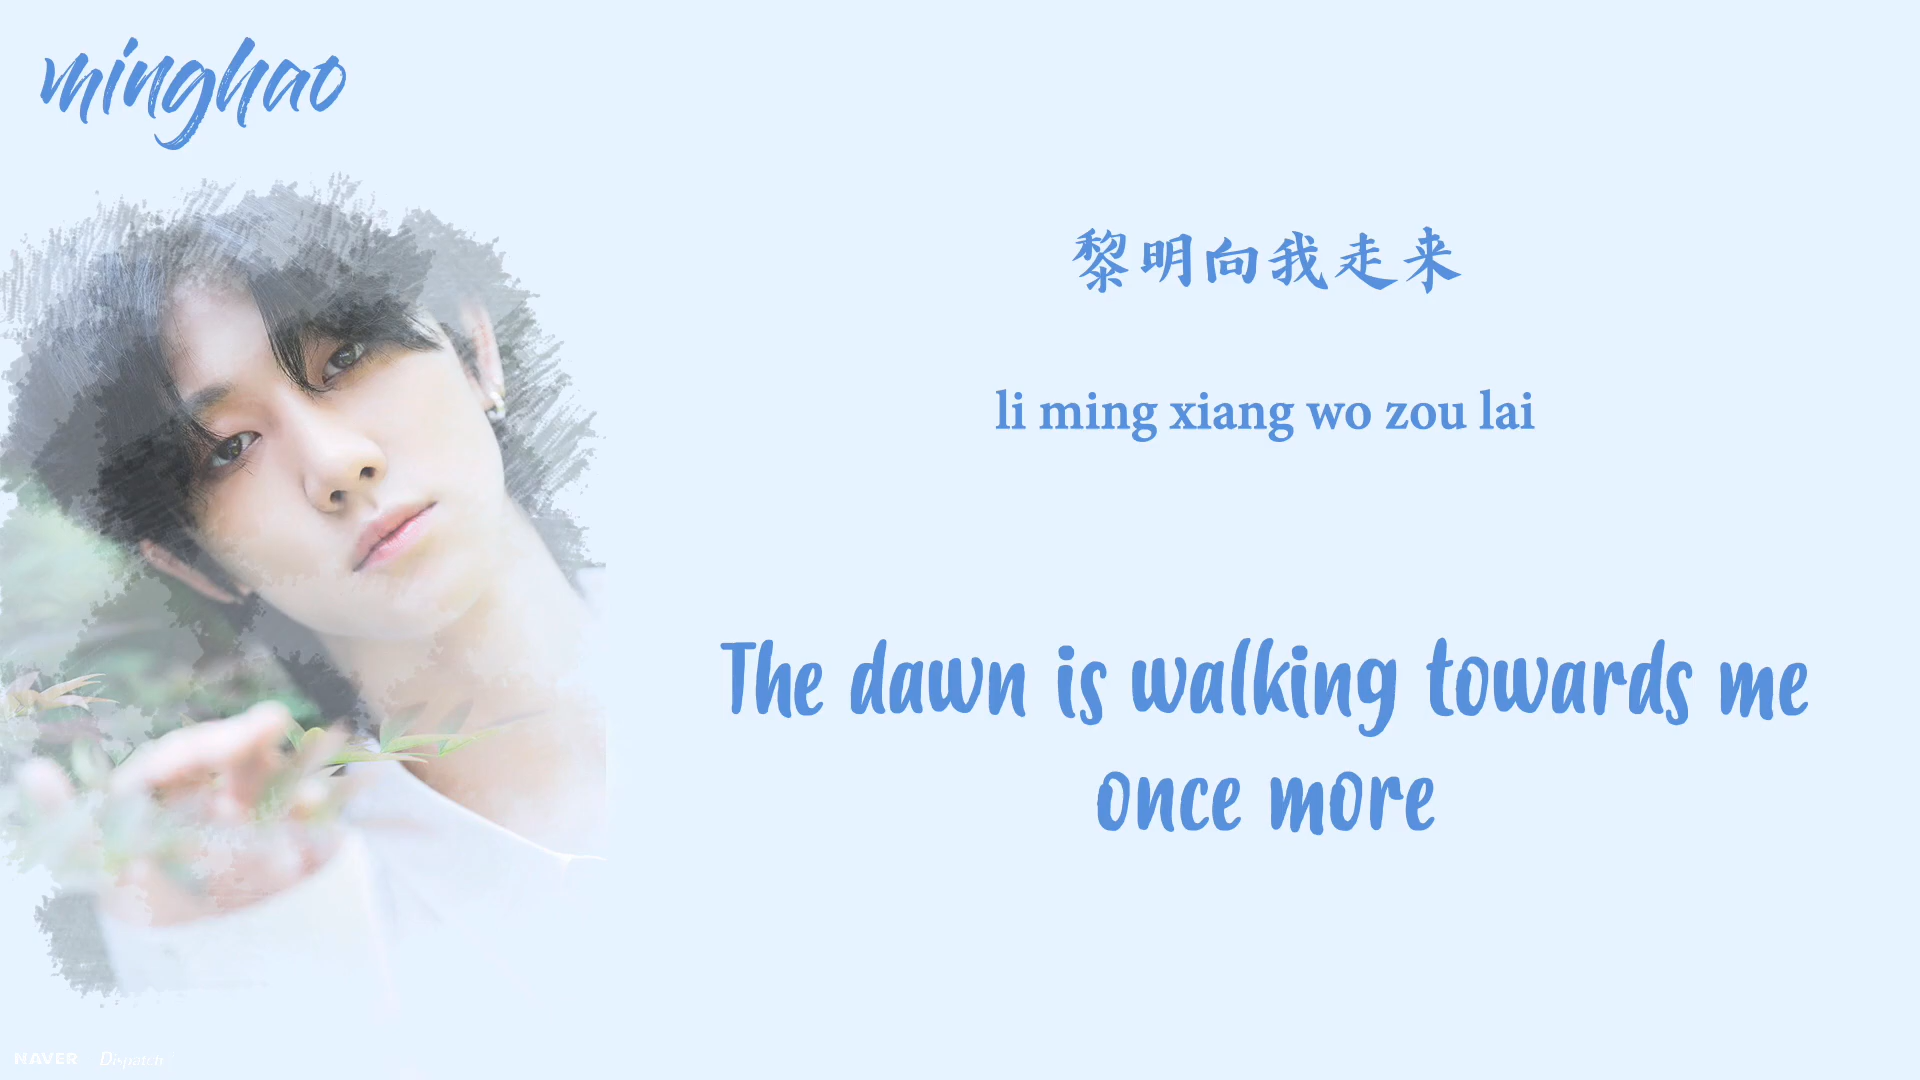 minghao
黎明向我走来
li ming xiang wo zou lai
The dawn is walking towards me
once more
NAVER Dispatch